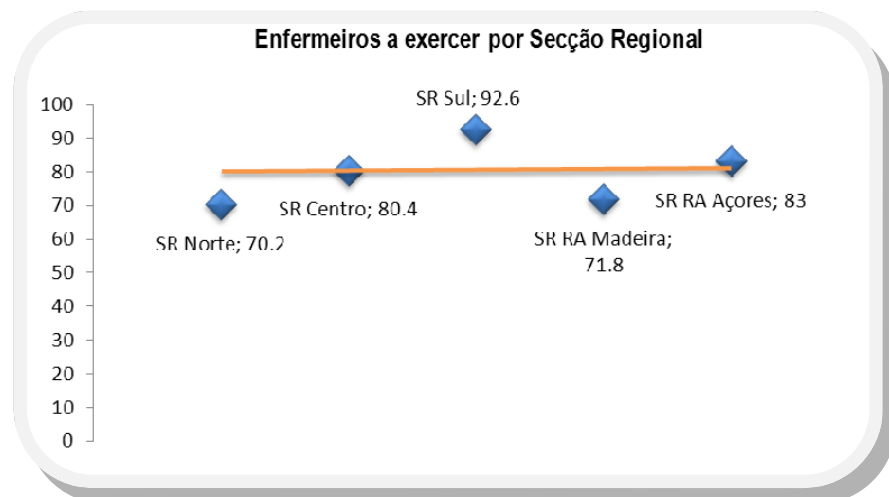 Enfermeiros a exercer por Secção Regional
100
90
80
70
60
50
40
30
20
10
0
SR Norte; 70.2
SR Centro; 80.4
SR Sul; 92.6
SR RA Madeira;
71.8
SR RA Açores; 83